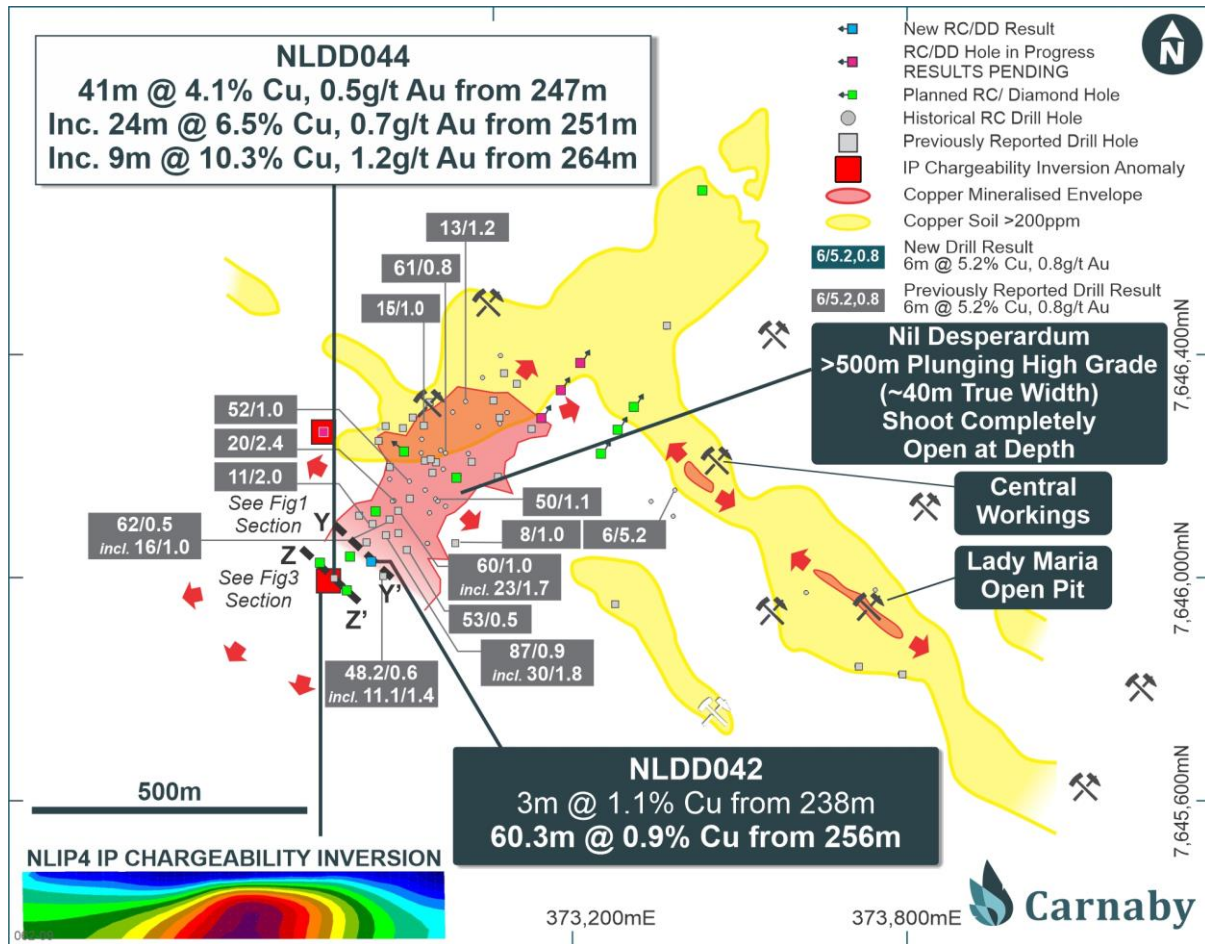 NLDD044
41m @ 4.1% Cu, 0.5g/t Au from 247m
Inc. 24m @ 6.5% Cu, 0.7g/t Au from 251m
Inc. 9m @ 10.3% Cu, 1.2g/t Au from 264m
New RC/DD Result
RC/DD Hole in Progress
RESULTS PENDING
Planned RC/ Diamond Hole
Historical RC Drill Hole
Previously Reported Drill Hole
IP Chargeability Inversion Anomaly
Copper Mineralised Envelope
Copper Soil >200ppm
6/5.2,0.8
New Drill Result
6m @ 5.2% Cu, 0.8g/t Au
6/5.2,0.8
Previously Reported Drill Result
6m @ 5.2% Cu, 0.8g/t Au
N
13/1.2
61/0.8
15/1.0
52/1.0
20/2.4
11/2.0
See Fig1
Section
62/0.5
incl. 16/1.0
Y
Z
See Fig3
Section
Z'
Y'
48.2/0.6
incl. 11.1/1.4
50/1.1
8/1.0
6/5.2
60/1.0
incl. 23/1.7
53/0.5
87/0.9
incl. 30/1.8
Nil Desperardum
>500m Plunging High Grade
(~40m True Width)
Shoot Completely
Open at Depth
Central
Workings
Lady Maria
Open Pit
7,646,400mN
7,646,000mN
7,645,600mN
NLDD042
3m @ 1.1% Cu from 238m
60.3m @ 0.9% Cu from 256m
500m
NLIP4 IP CHARGEABILITY INVERSION
373,200mE
373,800mE
Carnaby